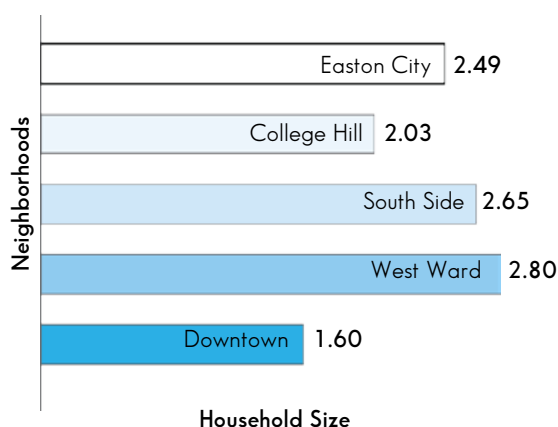 Neighborhoods
Easton City 2.49
College Hill 2.03
South Side 2.65
West Ward 2.80
Downtown 1.60
Household Size